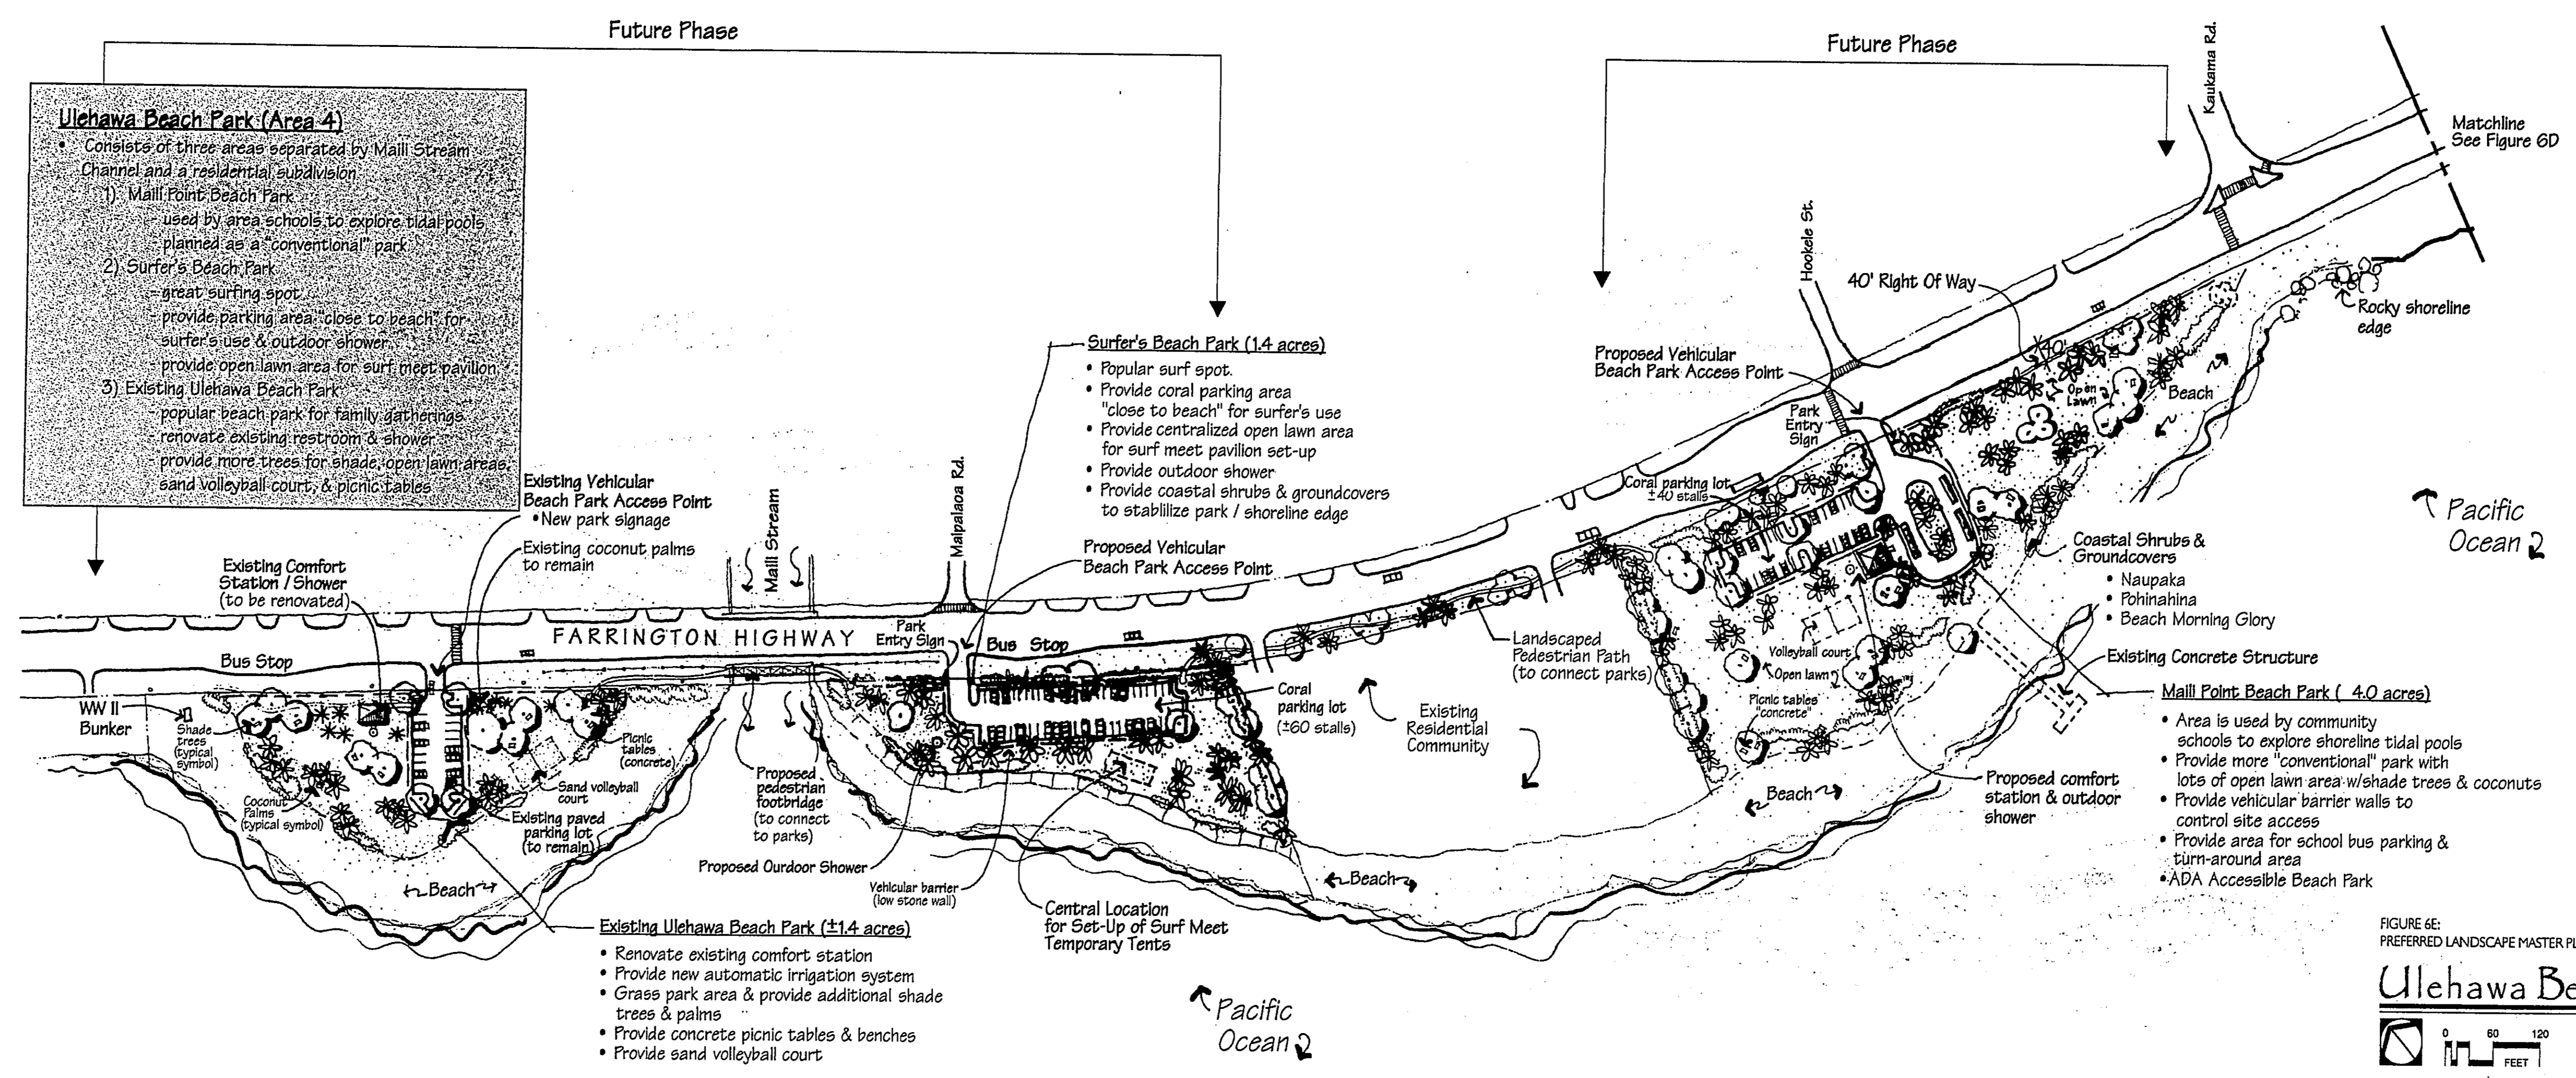 Future Phase
Future Phase
Kaukama Rd.
Matchline
See Figure 6D
Ulehawa Beach Park (Area 4)
• Consists of three areas separated by Maili Stream
Channel and a residential subdivision
1) Maili Point Beach Park
- used by area schools to explore tidal pools
- planned as a "conventional" park
2) Surfer's Beach Park
- great surfing spot
- provide parking area "close to beach" for
surfer's use & outdoor shower
- provide open lawn area for surf meet pavilion
3) Existing Ulehawa Beach Park
- popular beach park for family gatherings
- renovate existing restroom & shower
- provide more trees for shade, open lawn areas,
sand volleyball court, & picnic tables
Existing Vehicular
Beach Park Access Point
• New park signage
Existing coconut palms
to remain
Existing Comfort
Station / Shower
(to be renovated)
Maili Stream
Maipalaoa Rd.
Surfer's Beach Park (1.4 acres)
• Popular surf spot.
• Provide coral parking area
"close to beach" for surfer's use
• Provide centralized open lawn area
for surf meet pavilion set-up
• Provide outdoor shower
• Provide coastal shrubs & groundcovers
to stablilize park / shoreline edge
Proposed Vehicular
Beach Park Access Point
Hookele St.
40' Right Of Way
40'
Rocky shoreline
edge
Proposed Vehicular
Beach Park Access Point
Park
Entry
Sign
Open
Lawn
Beach
Coral parking lot
±40 stalls
Pacific
Ocean
Coastal Shrubs &
Groundcovers
• Naupaka
• Pohinahina
• Beach Morning Glory
Existing Concrete Structure
FARRINGTON HIGHWAY
Park
Entry Sign
Bus Stop
Bus Stop
WW II
Bunker
Shade
trees
(typical
symbol)
Coconut
Palms
(typical symbol)
Picnic
tables
(concrete)
Sand volleyball
court
Existing paved
parking lot
(to remain)
Beach
Proposed
pedestrian
footbridge
(to connect
to parks)
Proposed Ourdoor Shower
Vehicular barrier
(low stone wall)
Central Location
for Set-Up of Surf Meet
Temporary Tents
Coral
parking lot
(±60 stalls)
Beach
Existing
Residential
Community
Landscaped
Pedestrian Path
(to connect parks)
Volleyball court
Open lawn
Picnic tables
"concrete"
Beach
Proposed comfort
station & outdoor
shower
Maili Point Beach Park ( 4.0 acres)
• Area is used by community
schools to explore shoreline tidal pools
• Provide more "conventional" park with
lots of open lawn area w/shade trees & coconuts
• Provide vehicular barrier walls to
control site access
• Provide area for school bus parking &
turn-around area
• ADA Accessible Beach Park
Existing Ulehawa Beach Park (±1.4 acres)
• Renovate existing comfort station
• Provide new automatic irrigation system
• Grass park area & provide additional shade
trees & palms
• Provide concrete picnic tables & benches
• Provide sand volleyball court
Pacific
Ocean
FIGURE 6E:
PREFERRED LANDSCAPE MASTER PL
Ulehawa Be
0 60 120
FEET